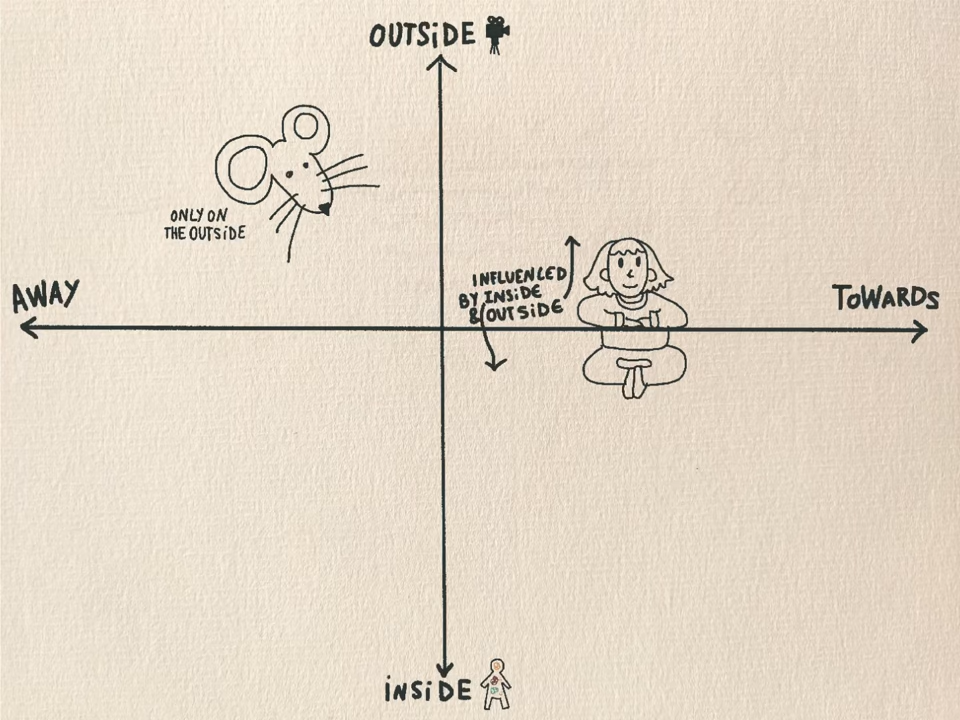 OUTSiDE
ONLY ON
THE OUTSiDE
AWAY
INFLUENCED
BY INSiDE
& OUTSiDE
TOWARDS
iNSiDE